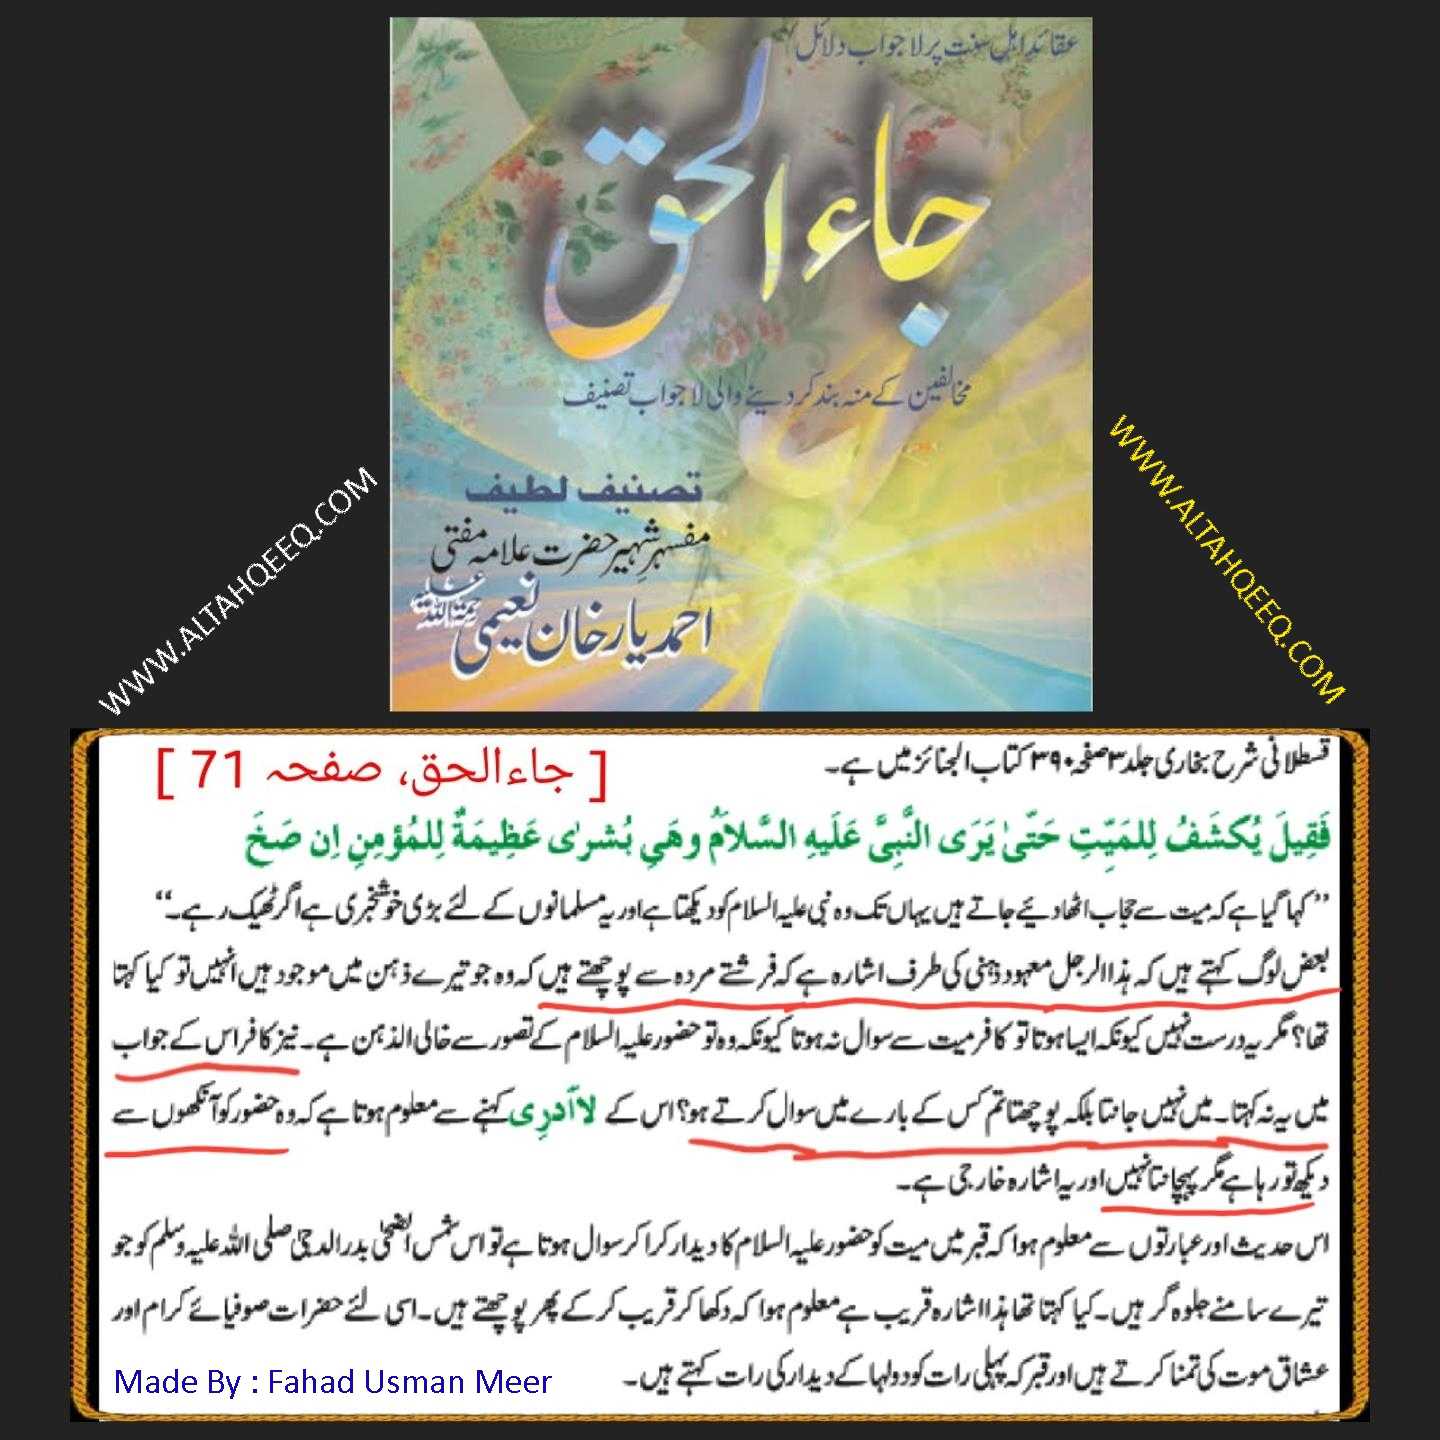 عقائدِ اہلِ سنت پر لاجواب دلائل
جاء الحق
مخالفین کے منہ بند کر دینے والی لاجواب تصنیف
تصنیف لطیف
مفسر شہیر حضرت علامہ مفتی
احمد یار خان نعیمی رحمۃ اللہ علیہ
WWW.ALTAHQEEQ.COM
WWW.ALTAHQEEQ.COM
[ جاءالحق، صفحہ 71 ]
قسطلانی شرح بخاری جلد ۳ صفحہ ۳۹۰ کتاب الجنائز میں ہے۔
فَقِيلَ يُكشَفُ لِلمَيِّتِ حَتّىٰ يَرَى النَّبِىَّ عَلَيهِ السَّلاَمُ وهَىِ بُشرىٰ عَظِيمَةٌ لِلمُؤمِنِ اِن صَحَّ
’’کہا گیا ہے کہ میت سے حجاب اٹھا دیئے جاتے ہیں یہاں تک وہ نبی علیہ السلام کو دیکھتا ہے اور یہ مسلمانوں کے لئے بڑی خوشخبری ہے اگر ٹھیک رہے۔‘‘
بعض لوگ کہتے ہیں کہ ہذا الرجل معہود ذہنی کی طرف اشارہ ہے کہ فرشتے مردہ سے پوچھتے ہیں کہ وہ جو تیرے ذہن میں موجود ہیں انہیں تو کیا کہتا
تھا؟ مگر یہ درست نہیں کیونکہ ایسا ہوتا تو کافر میت سے سوال نہ ہوتا کیونکہ وہ تو حضور علیہ السلام کے تصور سے خالی الذہن ہے۔ نیز کافر اس کے جواب
میں یہ نہ کہتا۔ میں نہیں جانتا بلکہ پوچھتا تم کس کے بارے میں سوال کرتے ہو؟ اس کے لاَاَدرِى کہنے سے معلوم ہوتا ہے کہ وہ حضور کو آنکھوں سے
دیکھ تو رہا ہے مگر پہچانتا نہیں اور یہ اشارہ خارجی ہے۔
اس حدیث اور عبارتوں سے معلوم ہوا کہ قبر میں میت کو حضور علیہ السلام کا دیدار کرا کر سوال ہوتا ہے تو اس شمس الضحیٰ بدر الدجیٰ صلی اللہ علیہ وسلم کو جو
تیرے سامنے جلوہ گر ہیں۔ کیا کہتا تھا ہذا اشارہ قریب ہے معلوم ہوا کہ دکھا کر قریب کر کے پھر پوچھتے ہیں۔ اسی لئے حضرات صوفیائے کرام اور
عشاق موت کی تمنا کرتے ہیں اور قبر کہ پہلی رات کو دولہا کے دیدار کی رات کہتے ہیں۔
Made By : Fahad Usman Meer